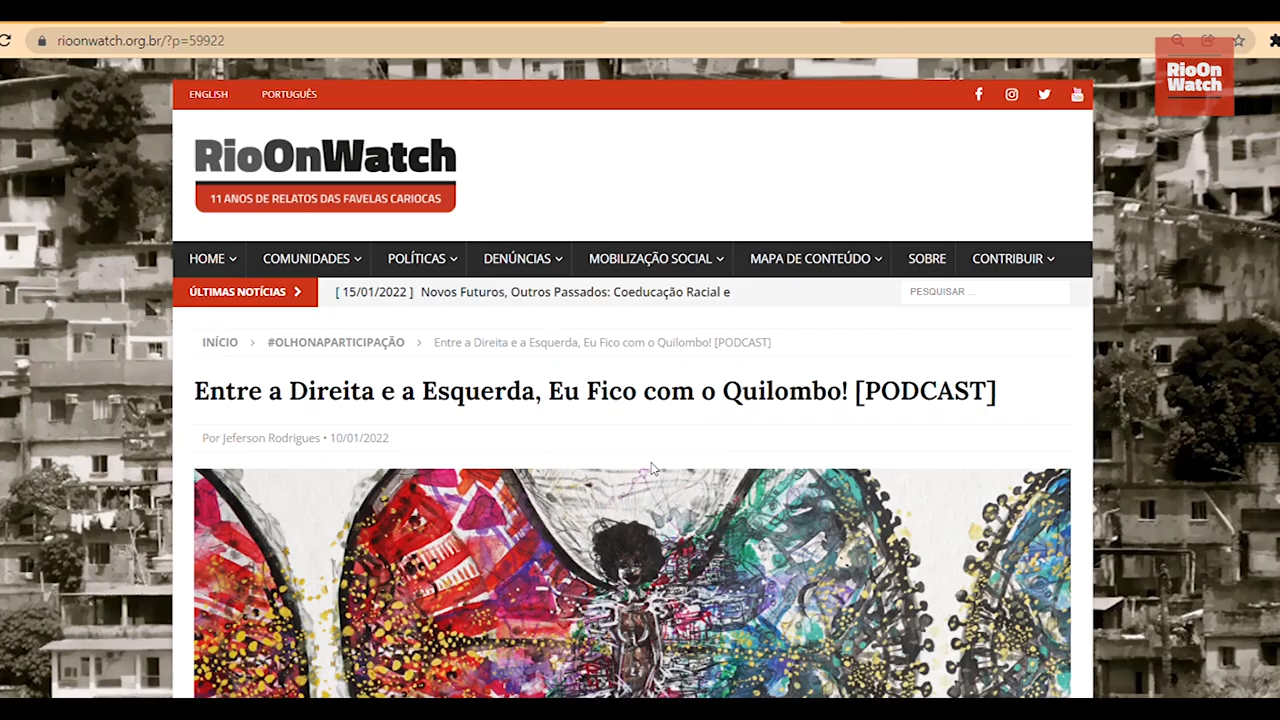 rioonwatch.org.br/?p=59922
RioOn
Watch
ENGLISH PORTUGUÊS
RioOnWatch
11 ANOS DE RELATOS DAS FAVELAS CARIOCAS
HOME COMUNIDADES POLÍTICAS DENÚNCIAS MOBILIZAÇÃO SOCIAL MAPA DE CONTEÚDO SOBRE CONTRIBUIR
ÚLTIMAS NOTÍCIAS [ 15/01/2022 ] Novos Futuros, Outros Passados: Coeducação Racial e PESQUISAR ...
INÍCIO #OLHONAPARTICIPAÇÃO Entre a Direita e a Esquerda, Eu Fico com o Quilombo! [PODCAST]
Entre a Direita e a Esquerda, Eu Fico com o Quilombo! [PODCAST]
Por Jeferson Rodrigues • 10/01/2022